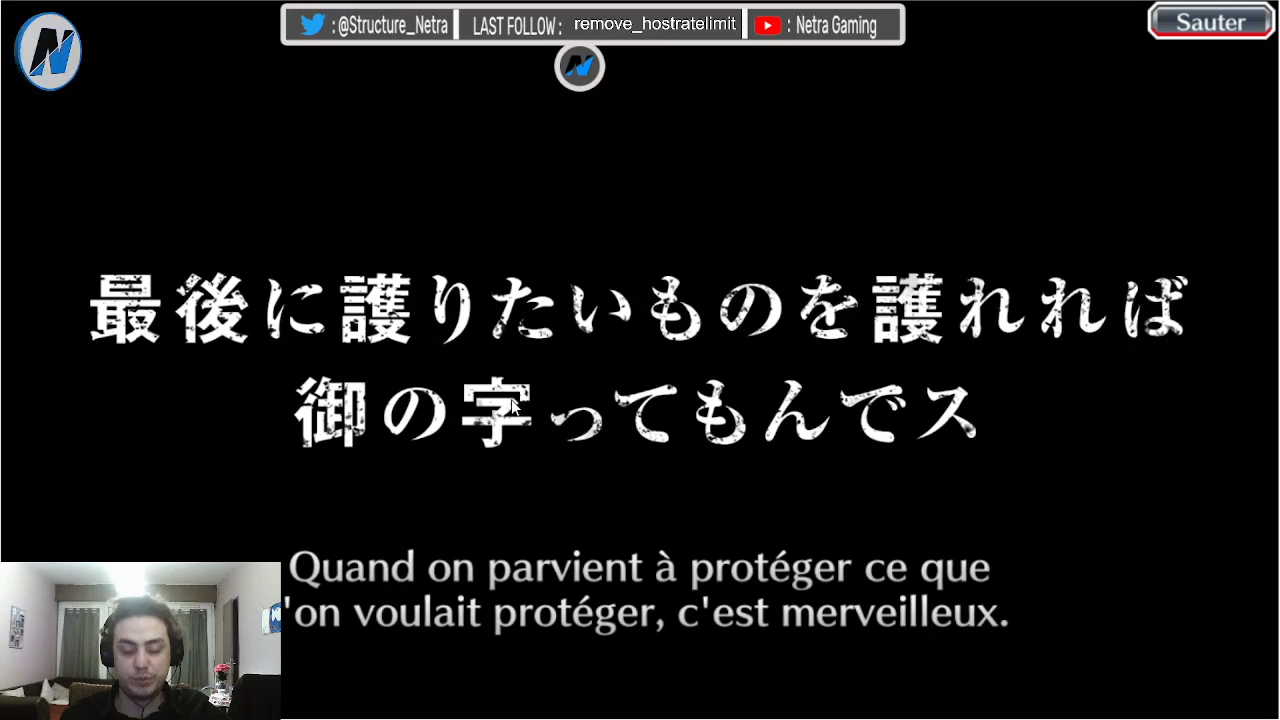 : @Structure_Netra LAST FOLLOW : remove_hostratelimit : Netra Gaming
Sauter
最後に護りたいものを護れれば
御の字ってもんでス
Quand on parvient à protéger ce que
'on voulait protéger, c'est merveilleux.